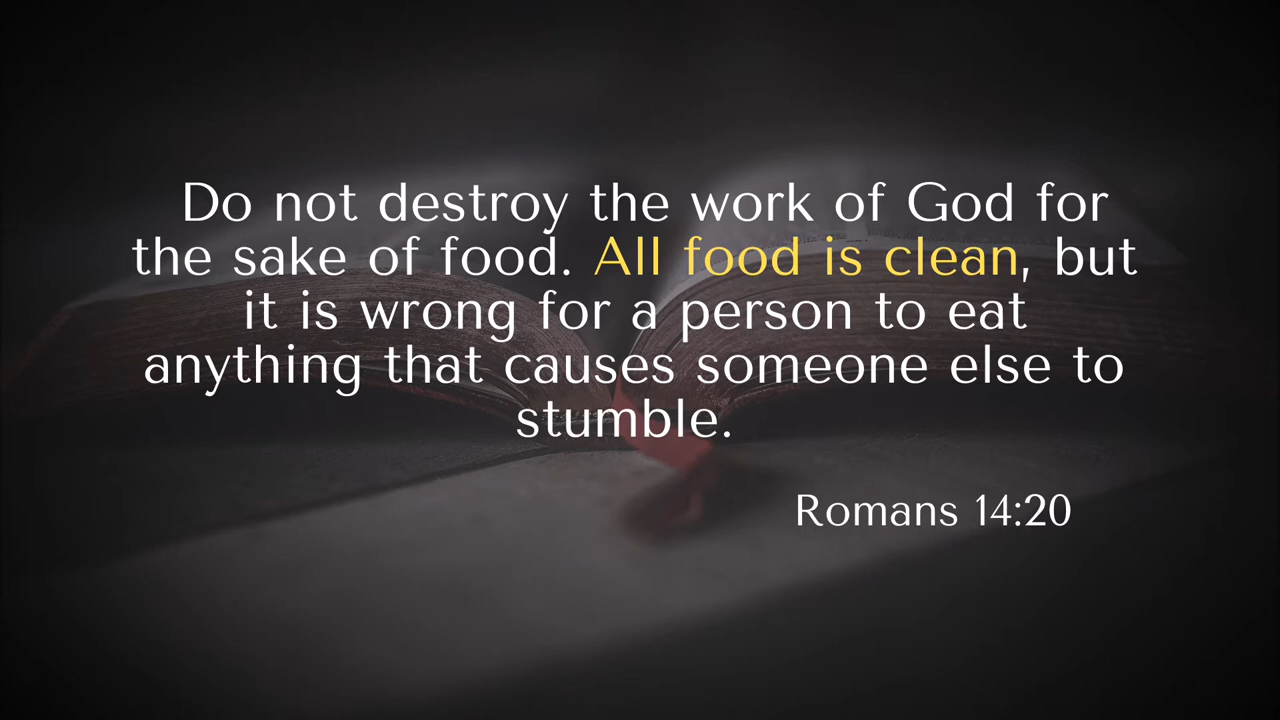 Do not destroy the work of God for
the sake of food. All food is clean, but
it is wrong for a person to eat
anything that causes someone else to
stumble.
Romans 14:20